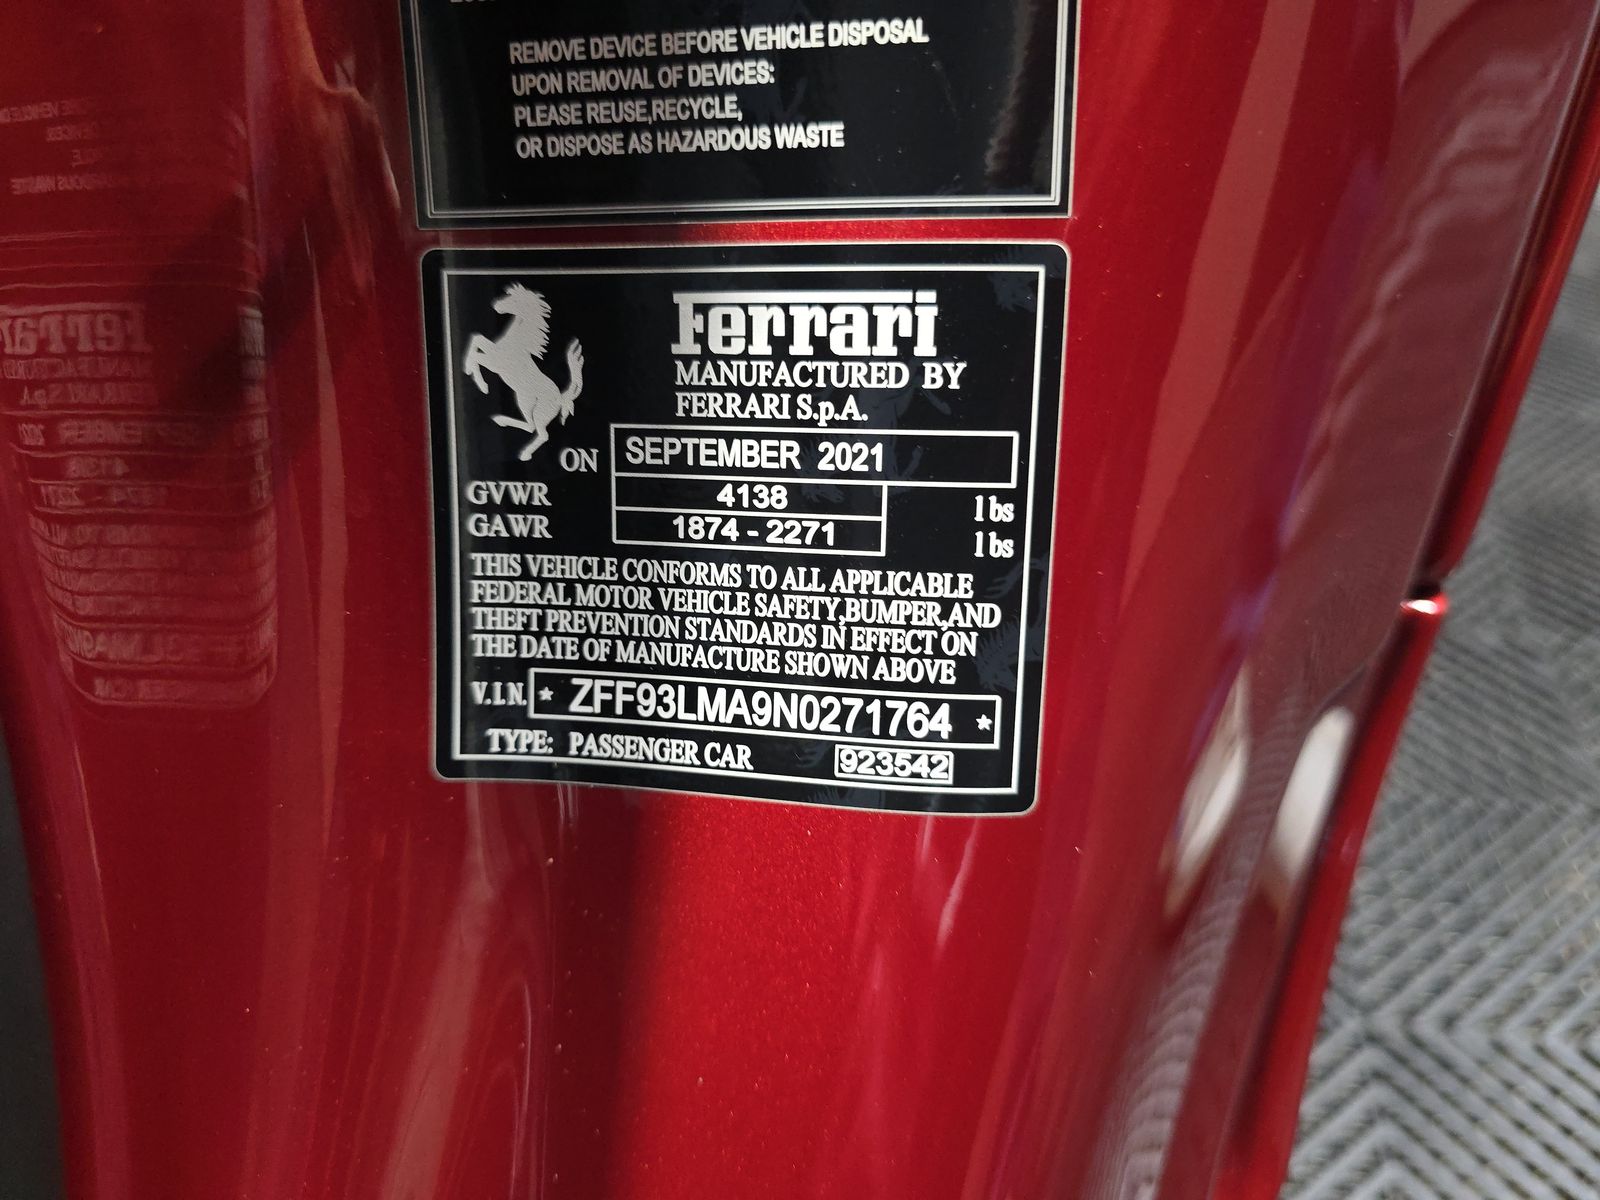 REMOVE DEVICE BEFORE VEHICLE DISPOSAL
UPON REMOVAL OF DEVICES:
PLEASE REUSE,RECYCLE,
OR DISPOSE AS HAZARDOUS WASTE
Ferrari
MANUFACTURED BY
FERRARI S.p.A.
ON SEPTEMBER 2021
GVWR 4138 lbs
GAWR 1874 - 2271 lbs
THIS VEHICLE CONFORMS TO ALL APPLICABLE
FEDERAL MOTOR VEHICLE SAFETY,BUMPER,AND
THEFT PREVENTION STANDARDS IN EFFECT ON
THE DATE OF MANUFACTURE SHOWN ABOVE
V.I.N. * ZFF93LMA9N0271764 *
TYPE: PASSENGER CAR 923542